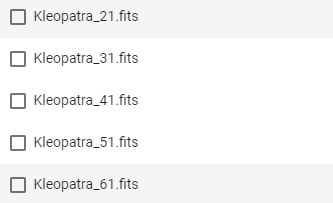 Kleopatra_21.fits
Kleopatra_31.fits
Kleopatra_41.fits
Kleopatra_51.fits
Kleopatra_61.fits